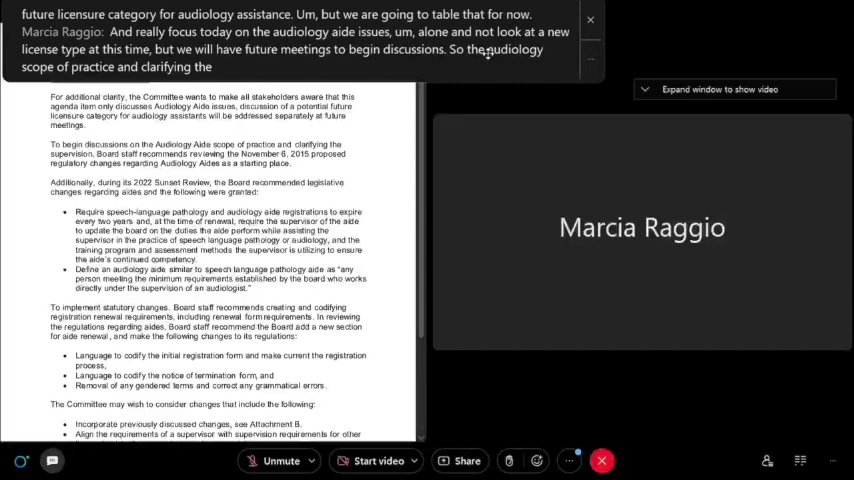 future licensure category for audiology assistance. Um, but we are going to table that for now.
Marcia Raggio: And really focus today on the audiology aide issues, um, alone and not look at a new
license type at this time, but we will have future meetings to begin discussions. So the audiology
scope of practice and clarifying the
For additional clarity, the Committee wants to make all stakeholders aware that this
agenda item only discusses Audiology Aide issues, discussion of a potential future
licensure category for audiology assistants will be addressed separately at future
meetings.
To begin discussions on the Audiology Aide scope of practice and clarifying the
supervision, Board staff recommends reviewing the November 6, 2015 proposed
regulatory changes regarding Audiology Aides as a starting place.
Additionally, during its 2022 Sunset Review, the Board recommended legislative
changes regarding aides and the following were granted:
• Require speech-language pathology and audiology aide registrations to expire
every two years and, at the time of renewal, require the supervisor of the aide
to update the board on the duties the aide perform while assisting the
supervisor in the practice of speech language pathology or audiology, and the
training program and assessment methods the supervisor is utilizing to ensure
the aide's continued competency.
• Define an audiology aide similar to speech language pathology aide as "any
person meeting the minimum requirements established by the board who works
directly under the supervision of an audiologist."
To implement statutory changes, Board staff recommends creating and codifying
registration renewal requirements, including renewal form requirements. In reviewing
the regulations regarding aides, Board staff recommend the Board add a new section
for aide renewal, and make the following changes to its regulations:
• Language to codify the initial registration form and make current the registration
process,
• Language to codify the notice of termination form, and
• Removal of any gendered terms and correct any grammatical errors.
The Committee may wish to consider changes that include the following:
• Incorporate previously discussed changes, see Attachment B.
• Align the requirements of a supervisor with supervision requirements for other
Expand window to show video
Marcia Raggio
Unmute
Start video
Share